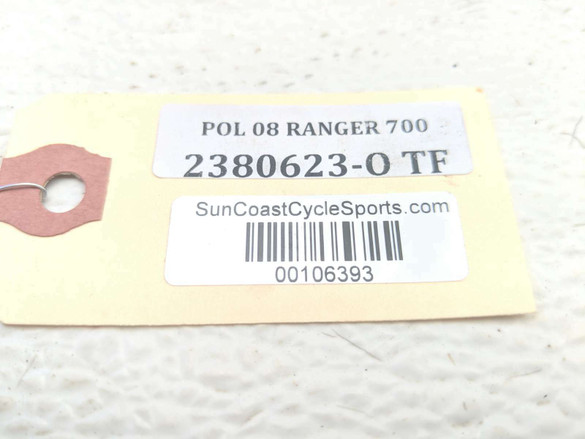 POL 08 RANGER 700
2380623-O TF
SunCoastCycleSports.com
00106393